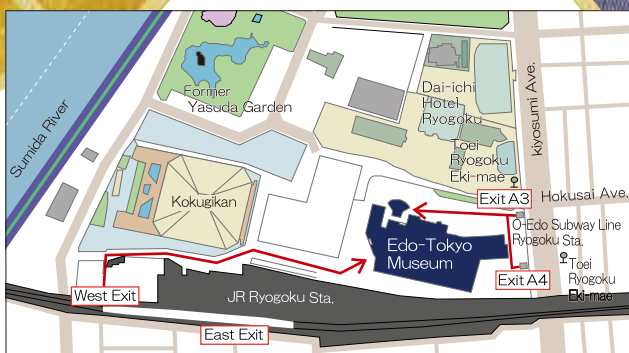 Sumida River
Former
Yasuda Garden
Dai-ichi
Hotel
Ryogoku
kiyosumi Ave.
Toei
Ryogoku
Eki-mae
Kokugikan
Exit A3
Hokusai Ave.
O-Edo Subway Line
Ryogoku Sta.
Edo-Tokyo
Museum
Exit A4
Toei
Ryogoku
Eki-mae
West Exit
JR Ryogoku Sta.
East Exit